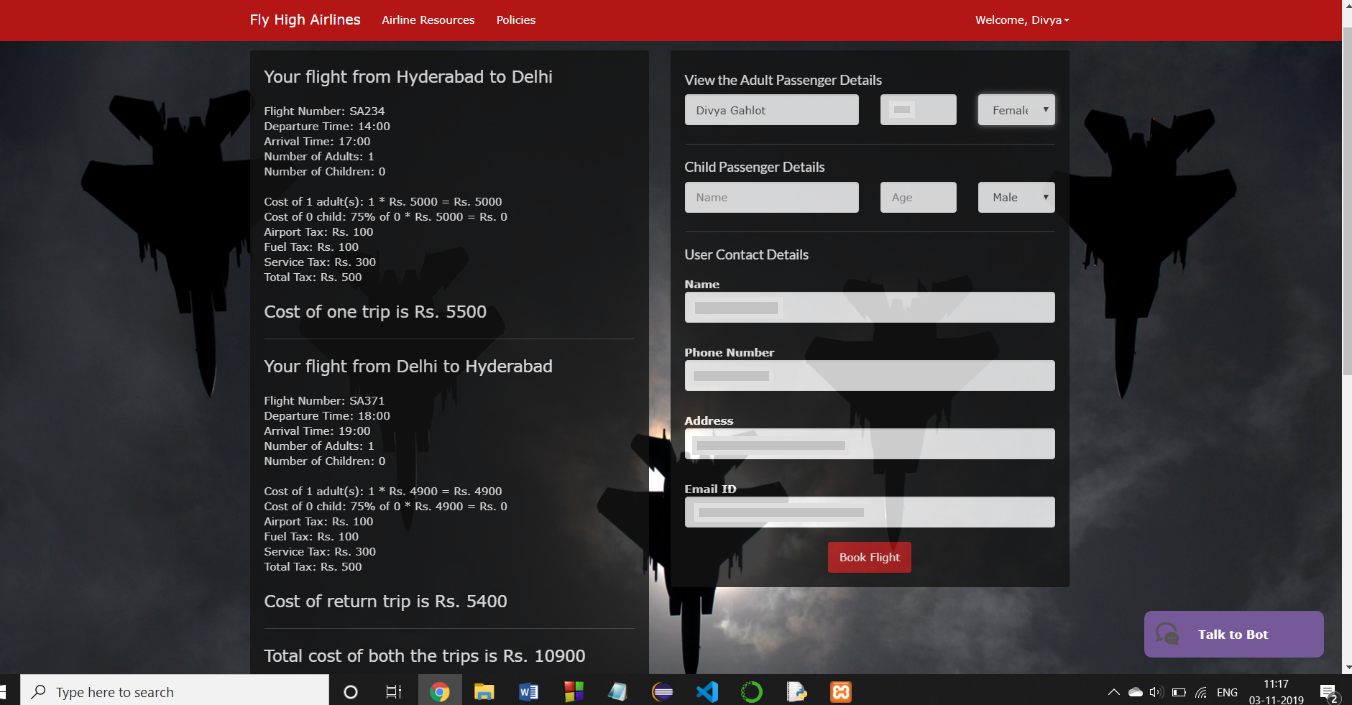 Fly High Airlines Airline Resources Policies Welcome, Divya
Your flight from Hyderabad to Delhi
Flight Number: SA234
Departure Time: 14:00
Arrival Time: 17:00
Number of Adults: 1
Number of Children: 0
Cost of 1 adult(s): 1 * Rs. 5000 = Rs. 5000
Cost of 0 child: 75% of 0 * Rs. 5000 = Rs. 0
Airport Tax: Rs. 100
Fuel Tax: Rs. 100
Service Tax: Rs. 300
Total Tax: Rs. 500
Cost of one trip is Rs. 5500
Your flight from Delhi to Hyderabad
Flight Number: SA371
Departure Time: 18:00
Arrival Time: 19:00
Number of Adults: 1
Number of Children: 0
Cost of 1 adult(s): 1 * Rs. 4900 = Rs. 4900
Cost of 0 child: 75% of 0 * Rs. 4900 = Rs. 0
Airport Tax: Rs. 100
Fuel Tax: Rs. 100
Service Tax: Rs. 300
Total Tax: Rs. 500
Cost of return trip is Rs. 5400
Total cost of both the trips is Rs. 10900
View the Adult Passenger Details
Divya Gahlot Female
Child Passenger Details
Name Age Male
User Contact Details
Name
Phone Number
Address
Email ID
Book Flight
Talk to Bot
Type here to search
ENG
11:17
03-11-2019
2